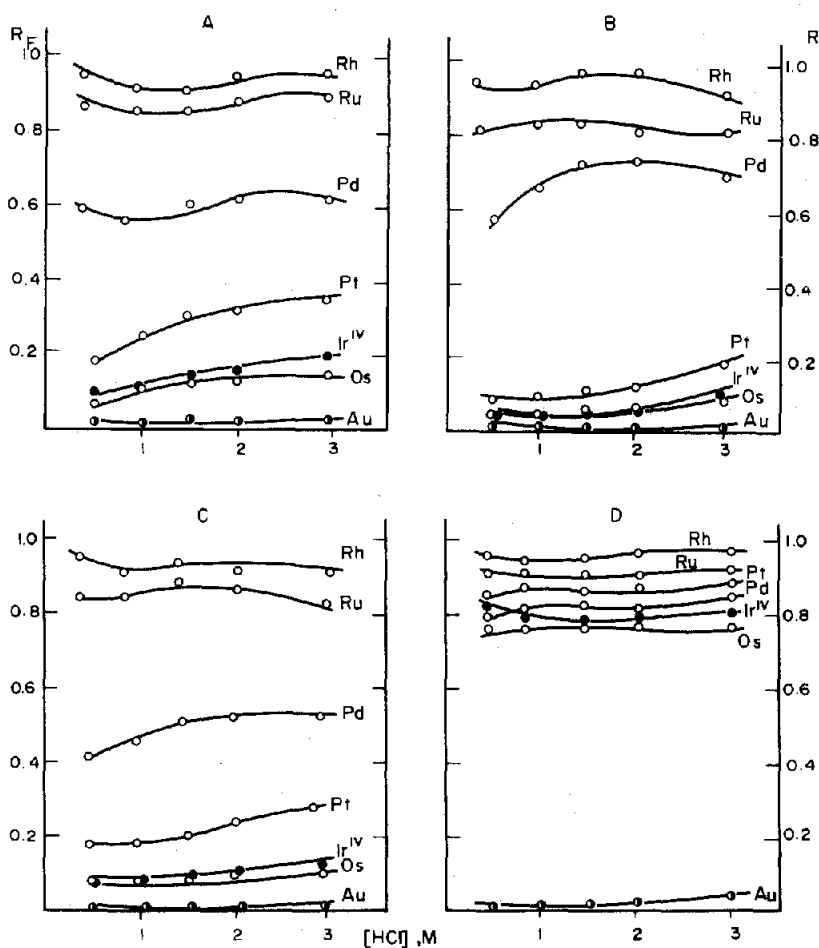 A
R_F
1.0
0.8
0.6
0.4
0.2
Rh
Ru
Pd
Pt
Ir^IV
Os
Au
1 2 3
B
R
1.0
0.8
0.6
0.4
0.2
Rh
Ru
Pd
Pt
Ir^IV
Os
Au
1 2 3
C
1.0
0.8
0.6
0.4
0.2
Rh
Ru
Pd
Pt
Ir^IV
Os
Au
1 2 3
D
1.0
0.8
0.6
0.4
0.2
Rh
Ru
Pt
Pd
Ir^IV
Os
Au
1 2 3
[HCl] ,M